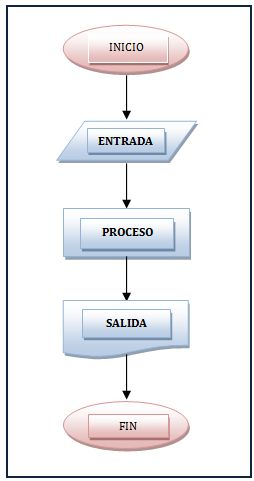 INICIO
ENTRADA
PROCESO
SALIDA
FIN